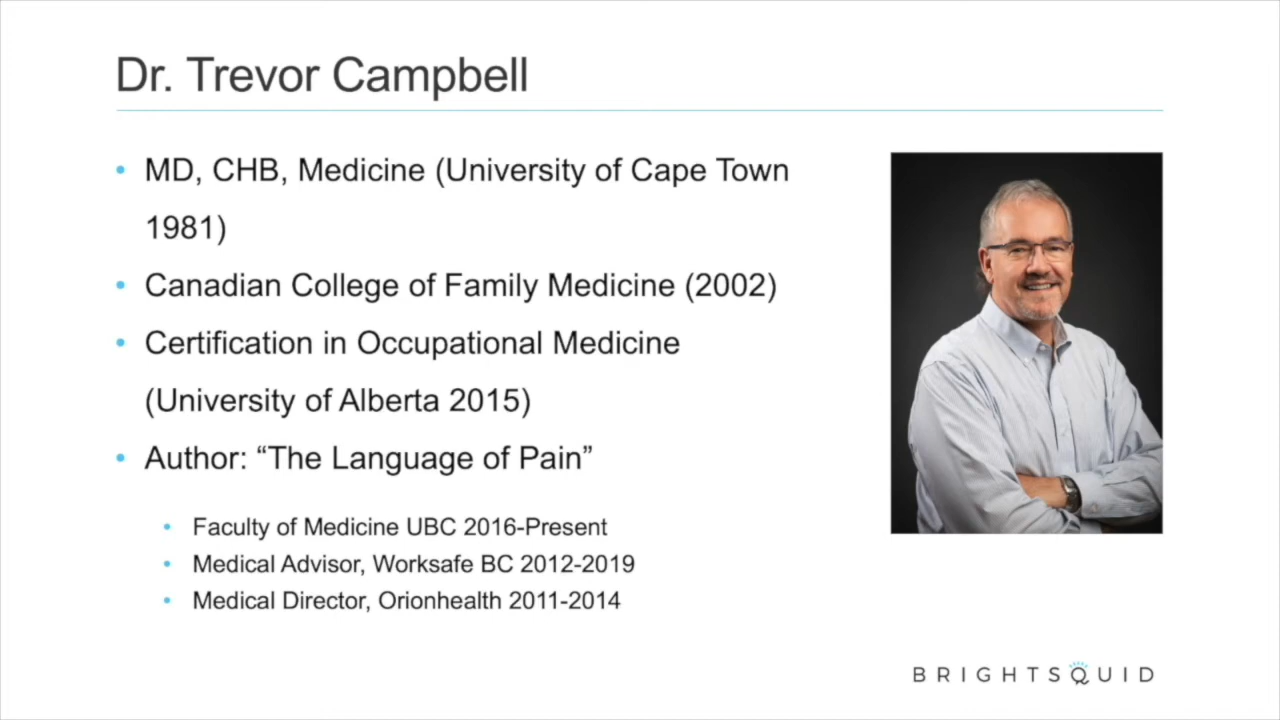 Dr. Trevor Campbell
MD, CHB, Medicine (University of Cape Town
1981)
Canadian College of Family Medicine (2002)
Certification in Occupational Medicine
(University of Alberta 2015)
Author: “The Language of Pain”
Faculty of Medicine UBC 2016-Present
Medical Advisor, Worksafe BC 2012-2019
Medical Director, Orionhealth 2011-2014
BRIGHTSQUID